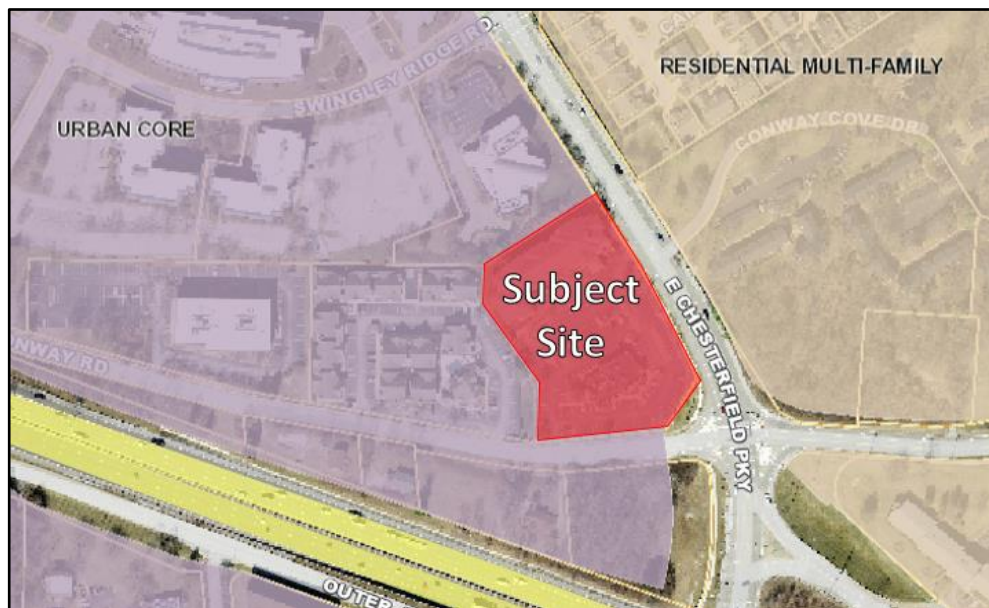 SWINGLEY RIDGE RD.
RESIDENTIAL MULTI-FAMILY
URBAN CORE
CONWAY COVE DR
Subject
Site
E CHESTERFIELD PKY
NWAY RD
OUTER